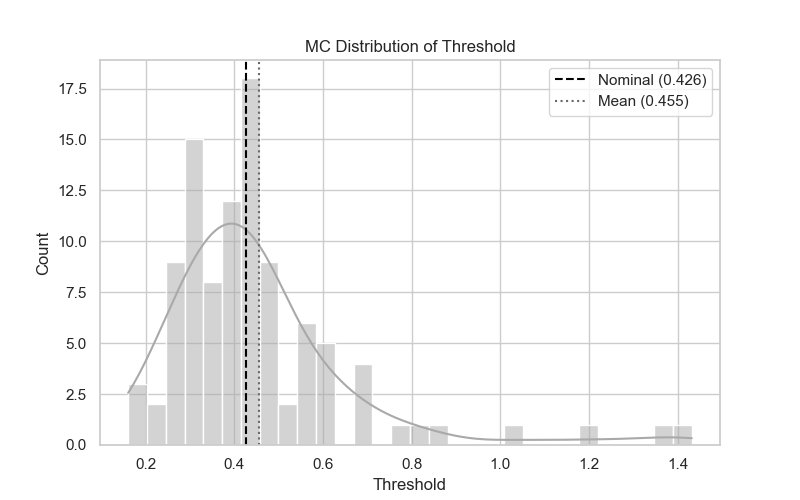 MC Distribution of Threshold
Nominal (0.426)
Mean (0.455)
Count
17.5
15.0
12.5
10.0
7.5
5.0
2.5
0.0
0.2 0.4 0.6 0.8 1.0 1.2 1.4
Threshold